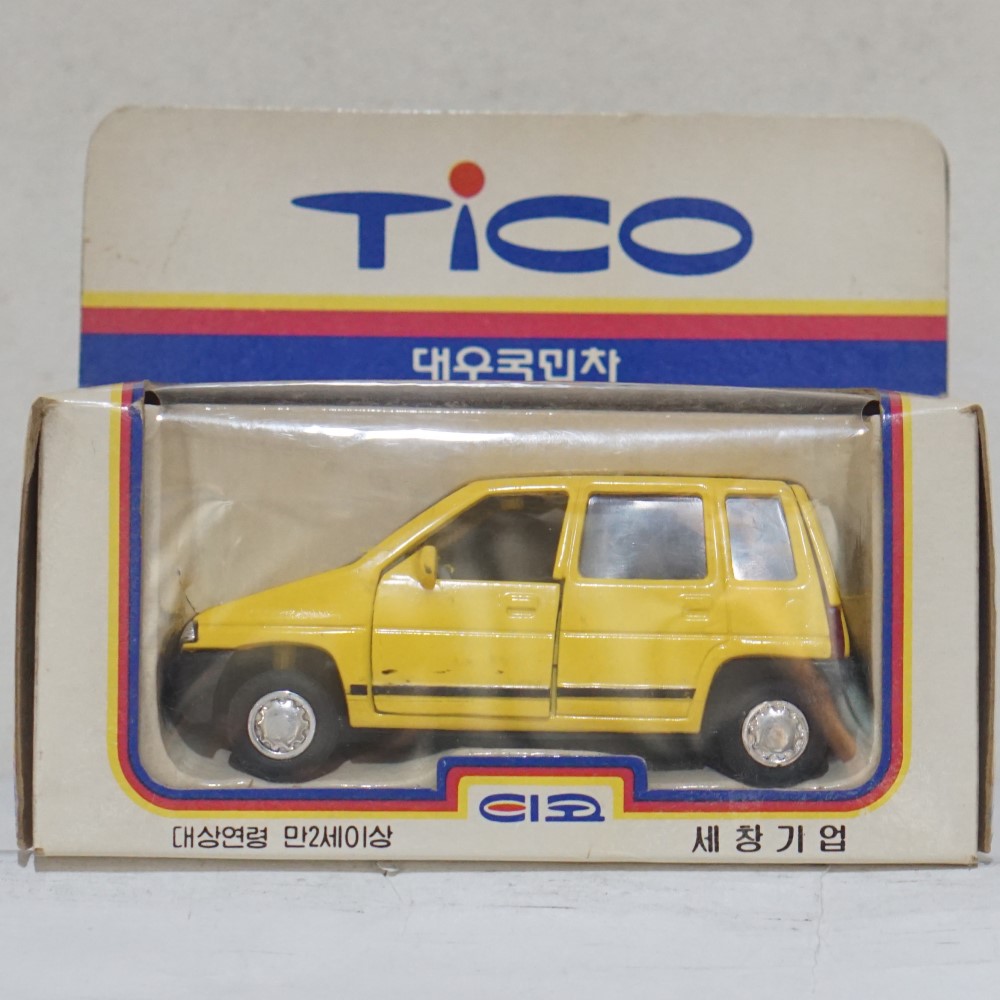 TiCO
대우국민차
티코
대상연령 만2세이상
세창기업